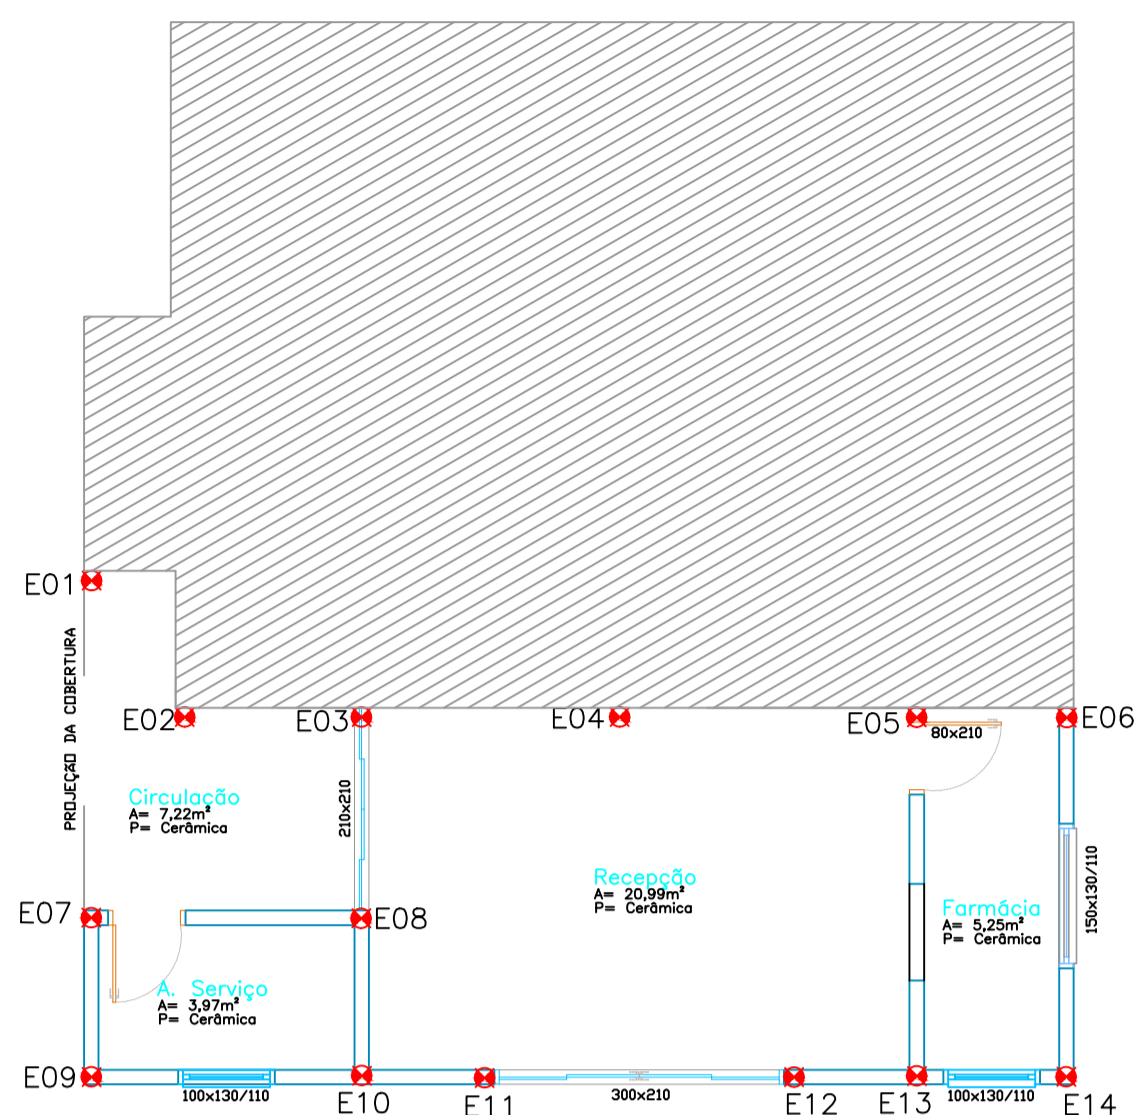 E01
PROJEÇÃO DA COBERTURA
E02
E03
E04
E05
E06
80x210
Circulação
A= 7,22m²
P= Cerâmica
210x210
Recepção
A= 20,99m²
P= Cerâmica
150x130/110
Farmácia
A= 5,25m²
P= Cerâmica
E07
E08
A. Serviço
A= 3,97m²
P= Cerâmica
E09
100x130/110
E10
E11
300x210
E12
E13
100x130/110
E14